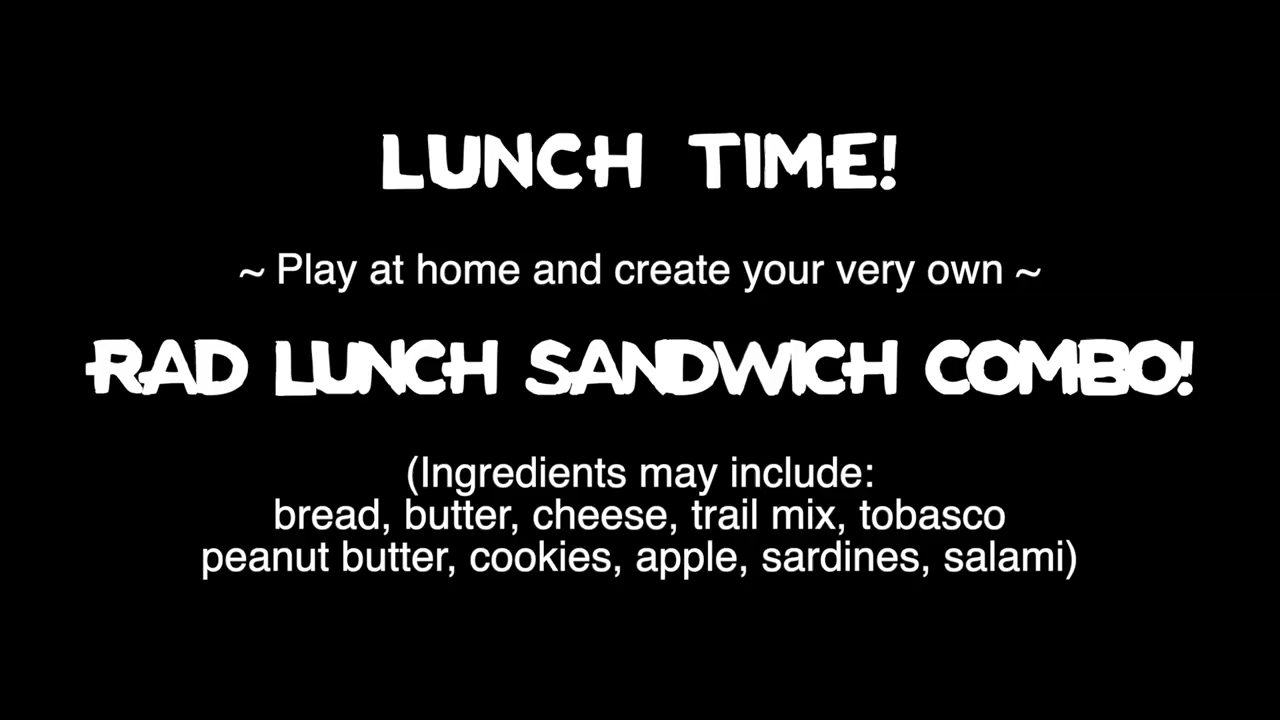 LUNCH TIME!
~ Play at home and create your very own ~
RAD LUNCH SANDWICH COMBO!
(Ingredients may include:
bread, butter, cheese, trail mix, tobasco
peanut butter, cookies, apple, sardines, salami)